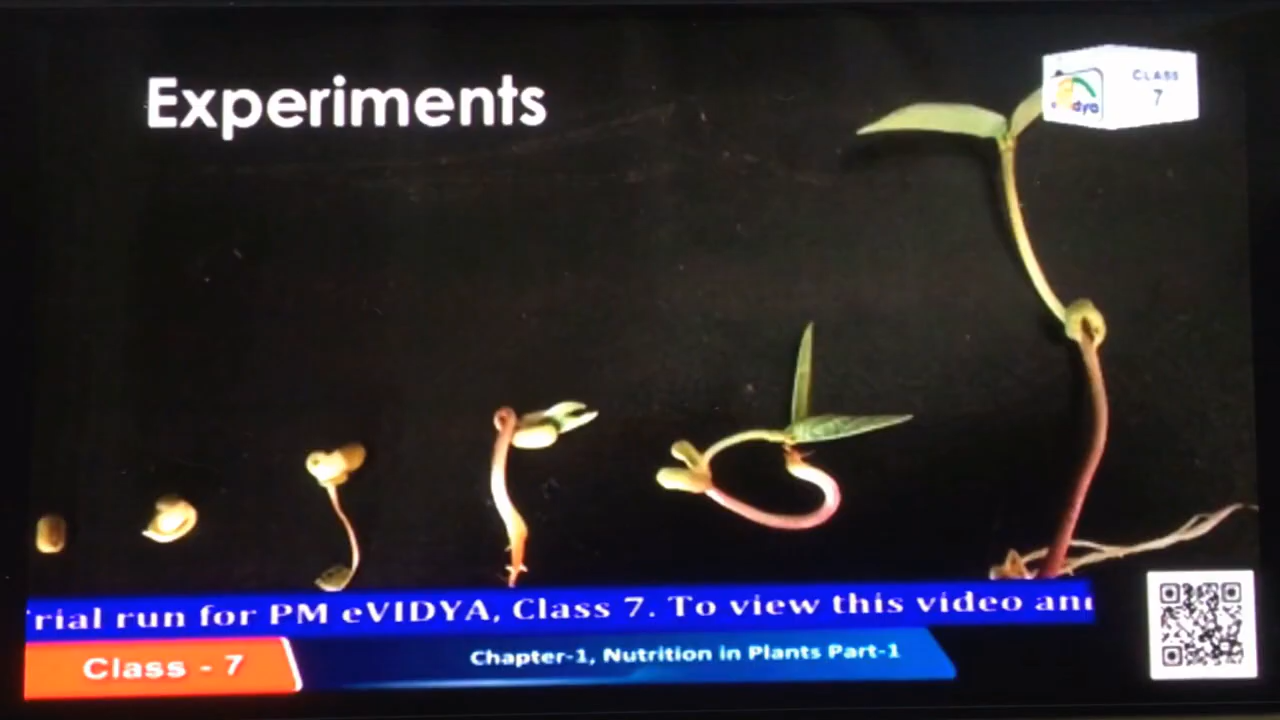 Experiments
CLASS
7
rial run for PM eVIDYA, Class 7. To view this video an
Class - 7
Chapter-1, Nutrition in Plants Part-1